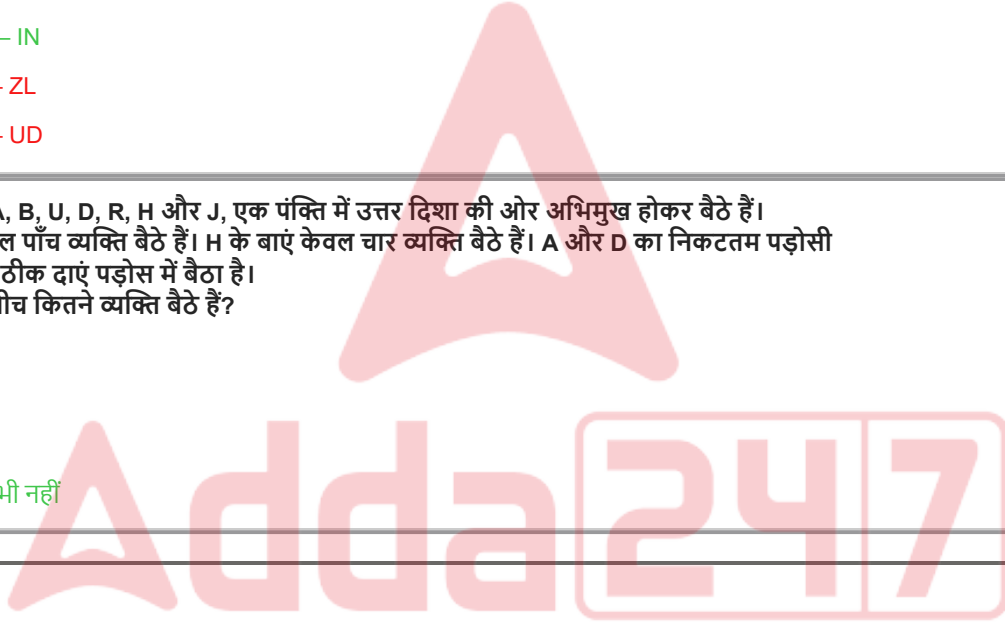 – IN
- ZL
- UD
A, B, U, D, R, H और J, एक पंक्ति में उत्तर दिशा की ओर अभिमुख होकर बैठे हैं।
ल पाँच व्यक्ति बैठे हैं। H के बाएं केवल चार व्यक्ति बैठे हैं। A और D का निकटतम पड़ोसी
ठीक दाएं पड़ोस में बैठा है।
ीच कितने व्यक्ति बैठे हैं?
भी नहीं
Adda247